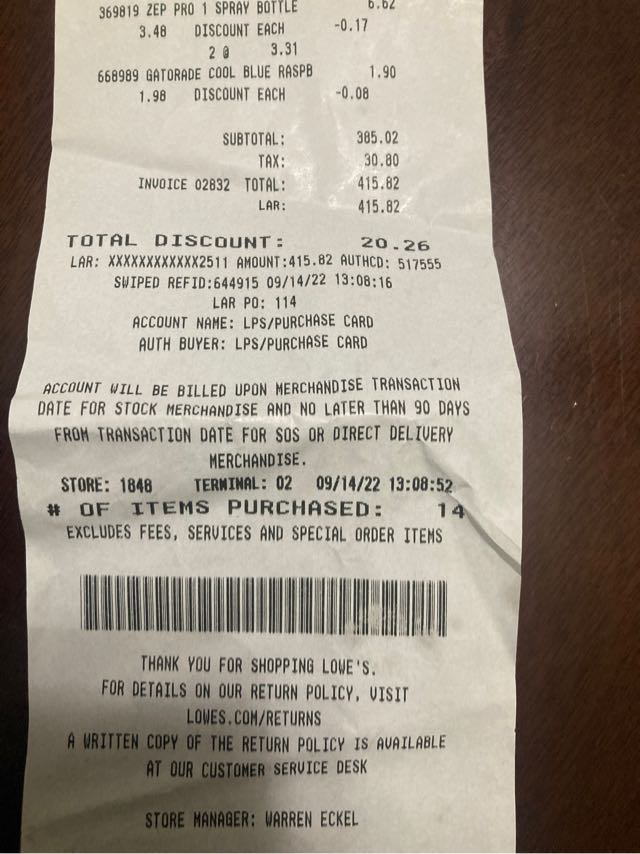 369819 ZEP PRO 1 SPRAY BOTTLE 6.62
3.48 DISCOUNT EACH -0.17
2 @ 3.31
668989 GATORADE COOL BLUE RASPB 1.90
1.98 DISCOUNT EACH -0.08
SUBTOTAL: 385.02
TAX: 30.80
INVOICE 02832 TOTAL: 415.82
LAR: 415.82
TOTAL DISCOUNT: 20.26
LAR: XXXXXXXXXXXX2511 AMOUNT:415.82 AUTHCD: 517555
SWIPED REFID:644915 09/14/22 13:08:16
LAR PO: 114
ACCOUNT NAME: LPS/PURCHASE CARD
AUTH BUYER: LPS/PURCHASE CARD
ACCOUNT WILL BE BILLED UPON MERCHANDISE TRANSACTION
DATE FOR STOCK MERCHANDISE AND NO LATER THAN 90 DAYS
FROM TRANSACTION DATE FOR SOS OR DIRECT DELIVERY
MERCHANDISE.
STORE: 1848 TERMINAL: 02 09/14/22 13:08:52
# OF ITEMS PURCHASED: 14
EXCLUDES FEES, SERVICES AND SPECIAL ORDER ITEMS
THANK YOU FOR SHOPPING LOWE'S.
FOR DETAILS ON OUR RETURN POLICY, VISIT
LOWES.COM/RETURNS
A WRITTEN COPY OF THE RETURN POLICY IS AVAILABLE
AT OUR CUSTOMER SERVICE DESK
STORE MANAGER: WARREN ECKEL